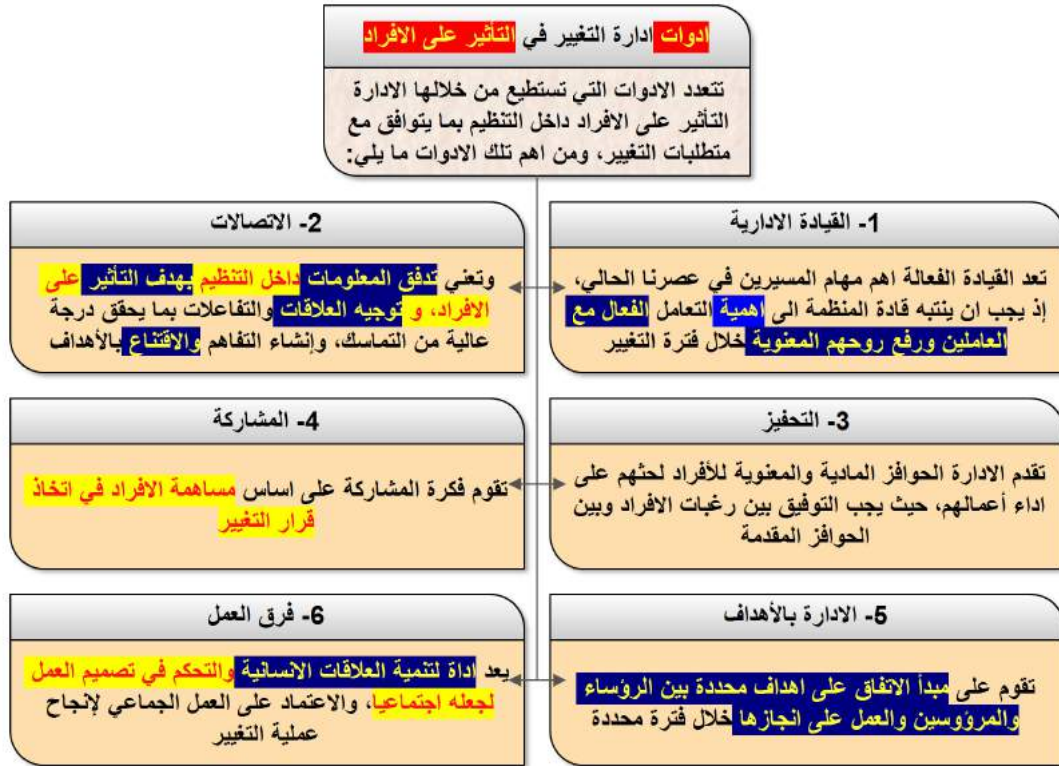 ادوات ادارة التغيير في التأثير على الافراد
تتعدد الادوات التي تستطيع من خلالها الادارة
التأثير على الافراد داخل التنظيم بما يتوافق مع
متطلبات التغيير، ومن اهم تلك الادوات ما يلي:
1- القيادة الادارية
تعد القيادة الفعالة اهم مهام المسيرين في عصرنا الحالي،
إذ يجب ان ينتبه قادة المنظمة الى اهمية التعامل الفعال مع
العاملين ورفع روحهم المعنوية خلال فترة التغيير
2- الاتصالات
وتعني تدفق المعلومات داخل التنظيم بهدف التأثير على
الافراد، و توجيه العلاقات والتفاعلات بما يحقق درجة
عالية من التماسك، وإنشاء التفاهم والاقتناع بالأهداف
3- التحفيز
تقدم الادارة الحوافز المادية والمعنوية للأفراد لحثهم على
اداء أعمالهم، حيث يجب التوفيق بين رغبات الافراد وبين
الحوافز المقدمة
4- المشاركة
تقوم فكرة المشاركة على اساس مساهمة الافراد في اتخاذ
قرار التغيير
5- الادارة بالأهداف
تقوم على مبدأ الاتفاق على اهداف محددة بين الرؤساء
والمرؤوسين والعمل على انجازها خلال فترة محددة
6- فرق العمل
يعد اداة لتنمية العلاقات الانسانية والتحكم في تصميم العمل
لجعله اجتماعيا، والاعتماد على العمل الجماعي لإنجاح
عملية التغيير